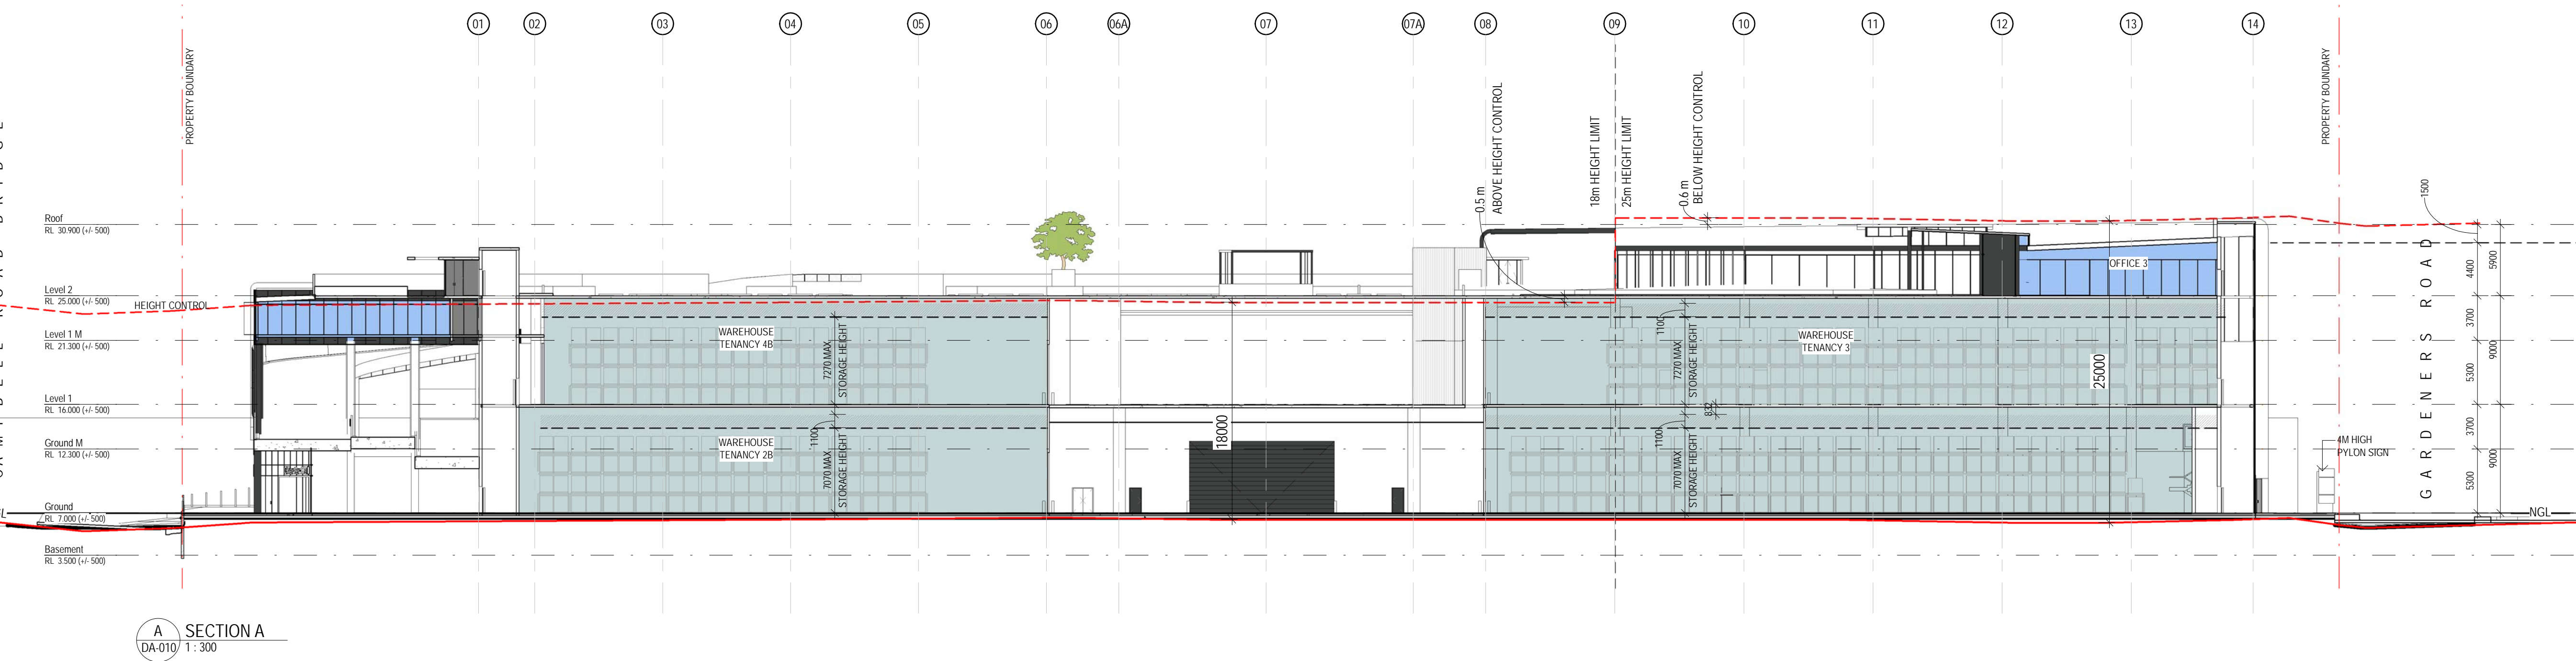 01
02
03
04
05
06
06A
07
07A
08
09
10
11
12
13
14
PROPERTY BOUNDARY
PROPERTY BOUNDARY
0.5 m
ABOVE HEIGHT CONTROL
18m HEIGHT LIMIT
25m HEIGHT LIMIT
0.6 m
BELOW HEIGHT CONTROL
Roof
RL 30.900 (+/- 500)
Level 2
RL 25.000 (+/- 500)
HEIGHT CONTROL
Level 1 M
RL 21.300 (+/- 500)
Level 1
RL 16.000 (+/- 500)
Ground M
RL 12.300 (+/- 500)
Ground
RL 7.000 (+/- 500)
Basement
RL 3.500 (+/- 500)
WAREHOUSE
TENANCY 4B
7270 MAX
STORAGE HEIGHT
WAREHOUSE
TENANCY 2B
1100
7070 MAX
STORAGE HEIGHT
18000
1100
7270 MAX
STORAGE HEIGHT
WAREHOUSE
TENANCY 3
832
1100
7070 MAX
STORAGE HEIGHT
25000
OFFICE 3
1500
4400
5900
3700
9000
5300
3700
9000
5300
GARDENERS ROAD
4M HIGH
PYLON SIGN
NGL
A
DA-010
SECTION A
1 : 300